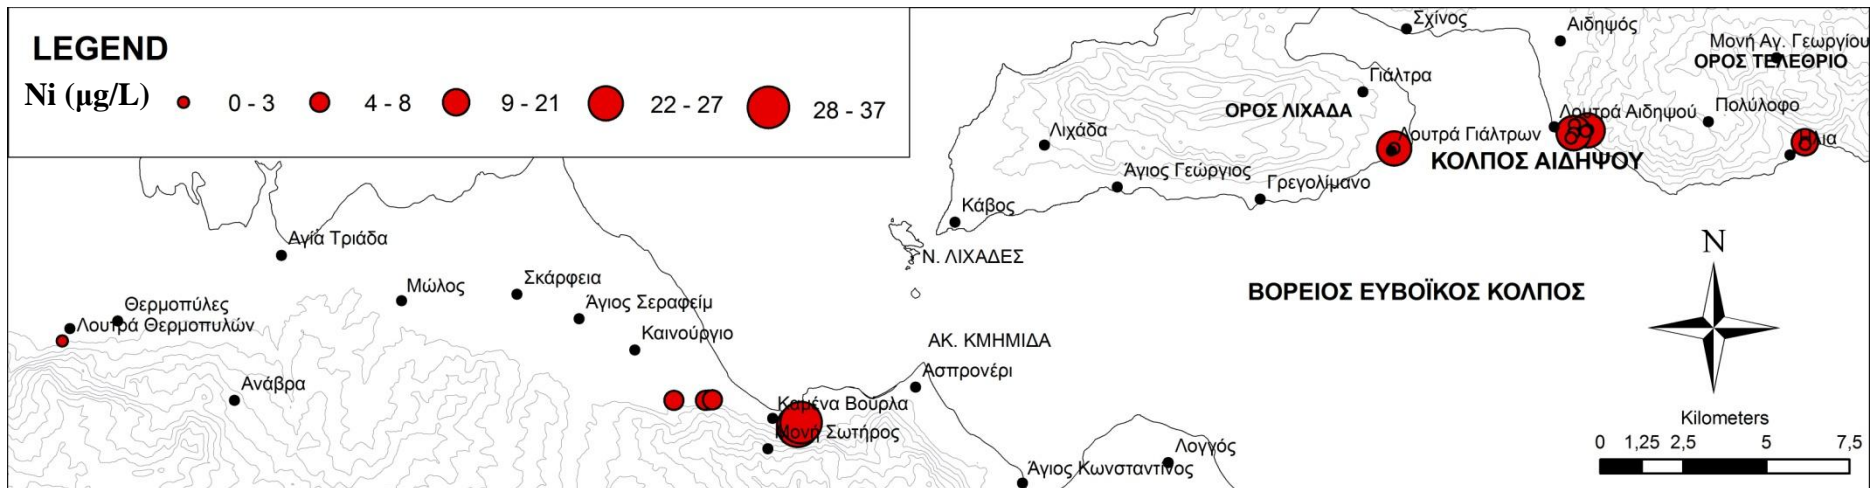 LEGEND
Ni (μg/L) 0 - 3 4 - 8 9 - 21 22 - 27 28 - 37
Σχίνος
Αιδηψός
Μονή Αγ. Γεωργίου
ΟΡΟΣ ΤΕΛΕΘΡΙΟ
Γιάλτρα
ΟΡΟΣ ΛΙΧΑΔΑ
Λουτρά Αιδηψού
Πολύλοφο
Λιχάδα
Λουτρά Γιάλτρων
Ήλια
ΚΟΛΠΟΣ ΑΙΔΗΨΟΥ
Άγιος Γεώργιος
Γρεγολίμανο
Κάβος
Αγία Τριάδα
Ν. ΛΙΧΑΔΕΣ
N
Μώλος
Σκάρφεια
Άγιος Σεραφείμ
ΒΟΡΕΙΟΣ ΕΥΒΟΪΚΟΣ ΚΟΛΠΟΣ
Θερμοπύλες
Λουτρά Θερμοπυλών
Καινούργιο
ΑΚ. ΚΜΗΜΙΔΑ
Ασπρονέρι
Ανάβρα
Καμένα Βούρλα
Μονή Σωτήρος
Λογγός
Άγιος Κωνσταντίνος
Kilometers
0 1,25 2,5 5 7,5